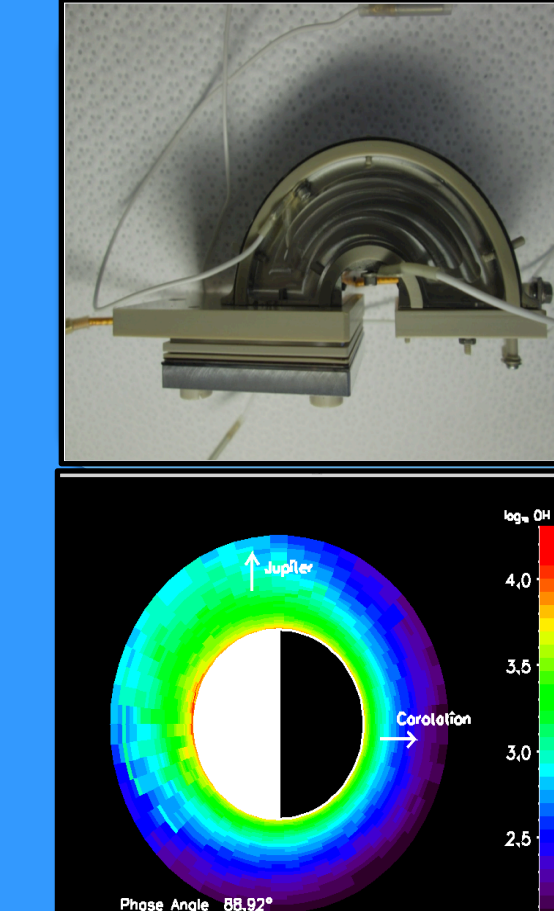 log₁₀ OH
Jupiter
4.0
3.5
Corotation
3.0
2.5
Phase Angle 88.92°